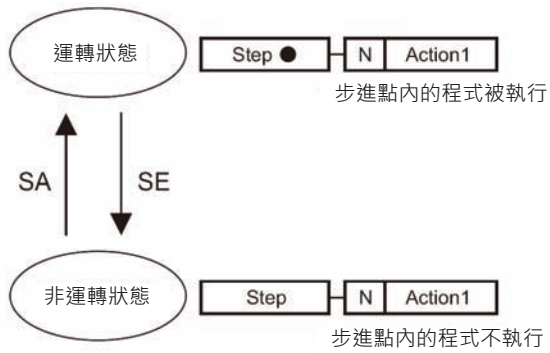 運轉狀態
Step ● N Action1
步進點內的程式被執行
SA
SE
非運轉狀態
Step N Action1
步進點內的程式不執行